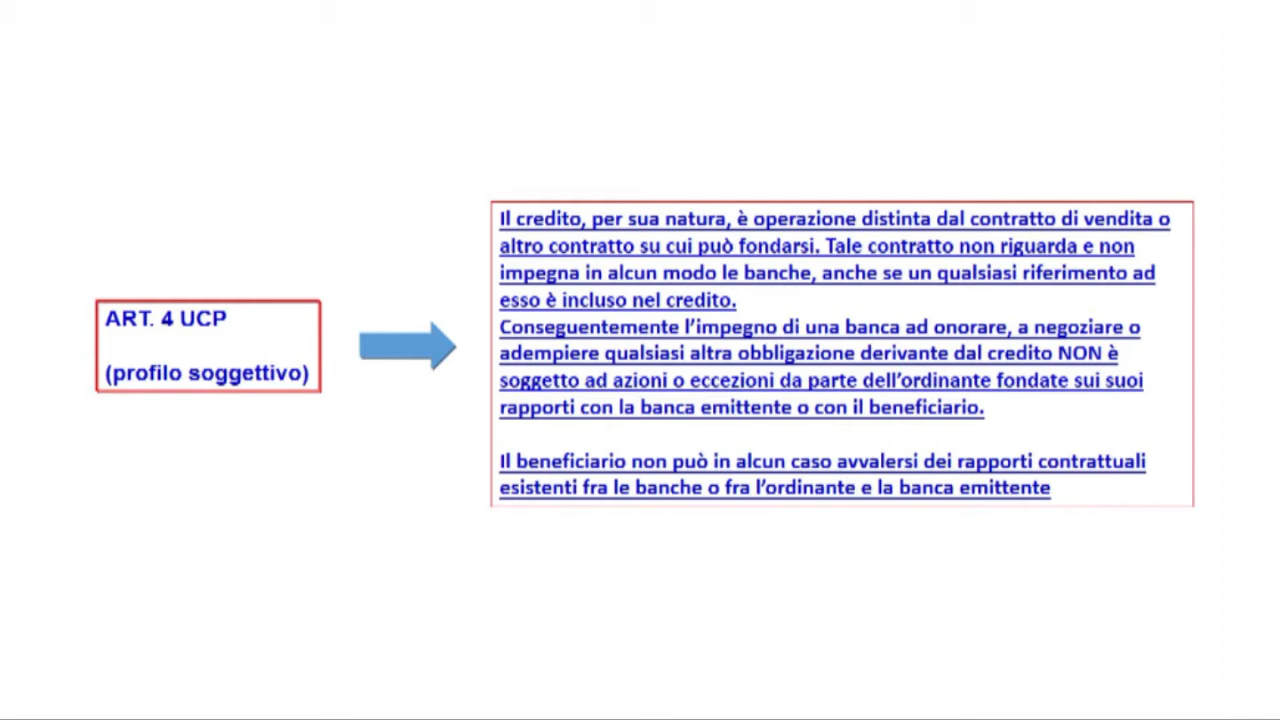 ART. 4 UCP
(profilo soggettivo)
Il credito, per sua natura, è operazione distinta dal contratto di vendita o
altro contratto su cui può fondarsi. Tale contratto non riguarda e non
impegna in alcun modo le banche, anche se un qualsiasi riferimento ad
esso è incluso nel credito.
Conseguentemente l’impegno di una banca ad onorare, a negoziare o
adempiere qualsiasi altra obbligazione derivante dal credito NON è
soggetto ad azioni o eccezioni da parte dell’ordinante fondate sui suoi
rapporti con la banca emittente o con il beneficiario.
Il beneficiario non può in alcun caso avvalersi dei rapporti contrattuali
esistenti fra le banche o fra l’ordinante e la banca emittente